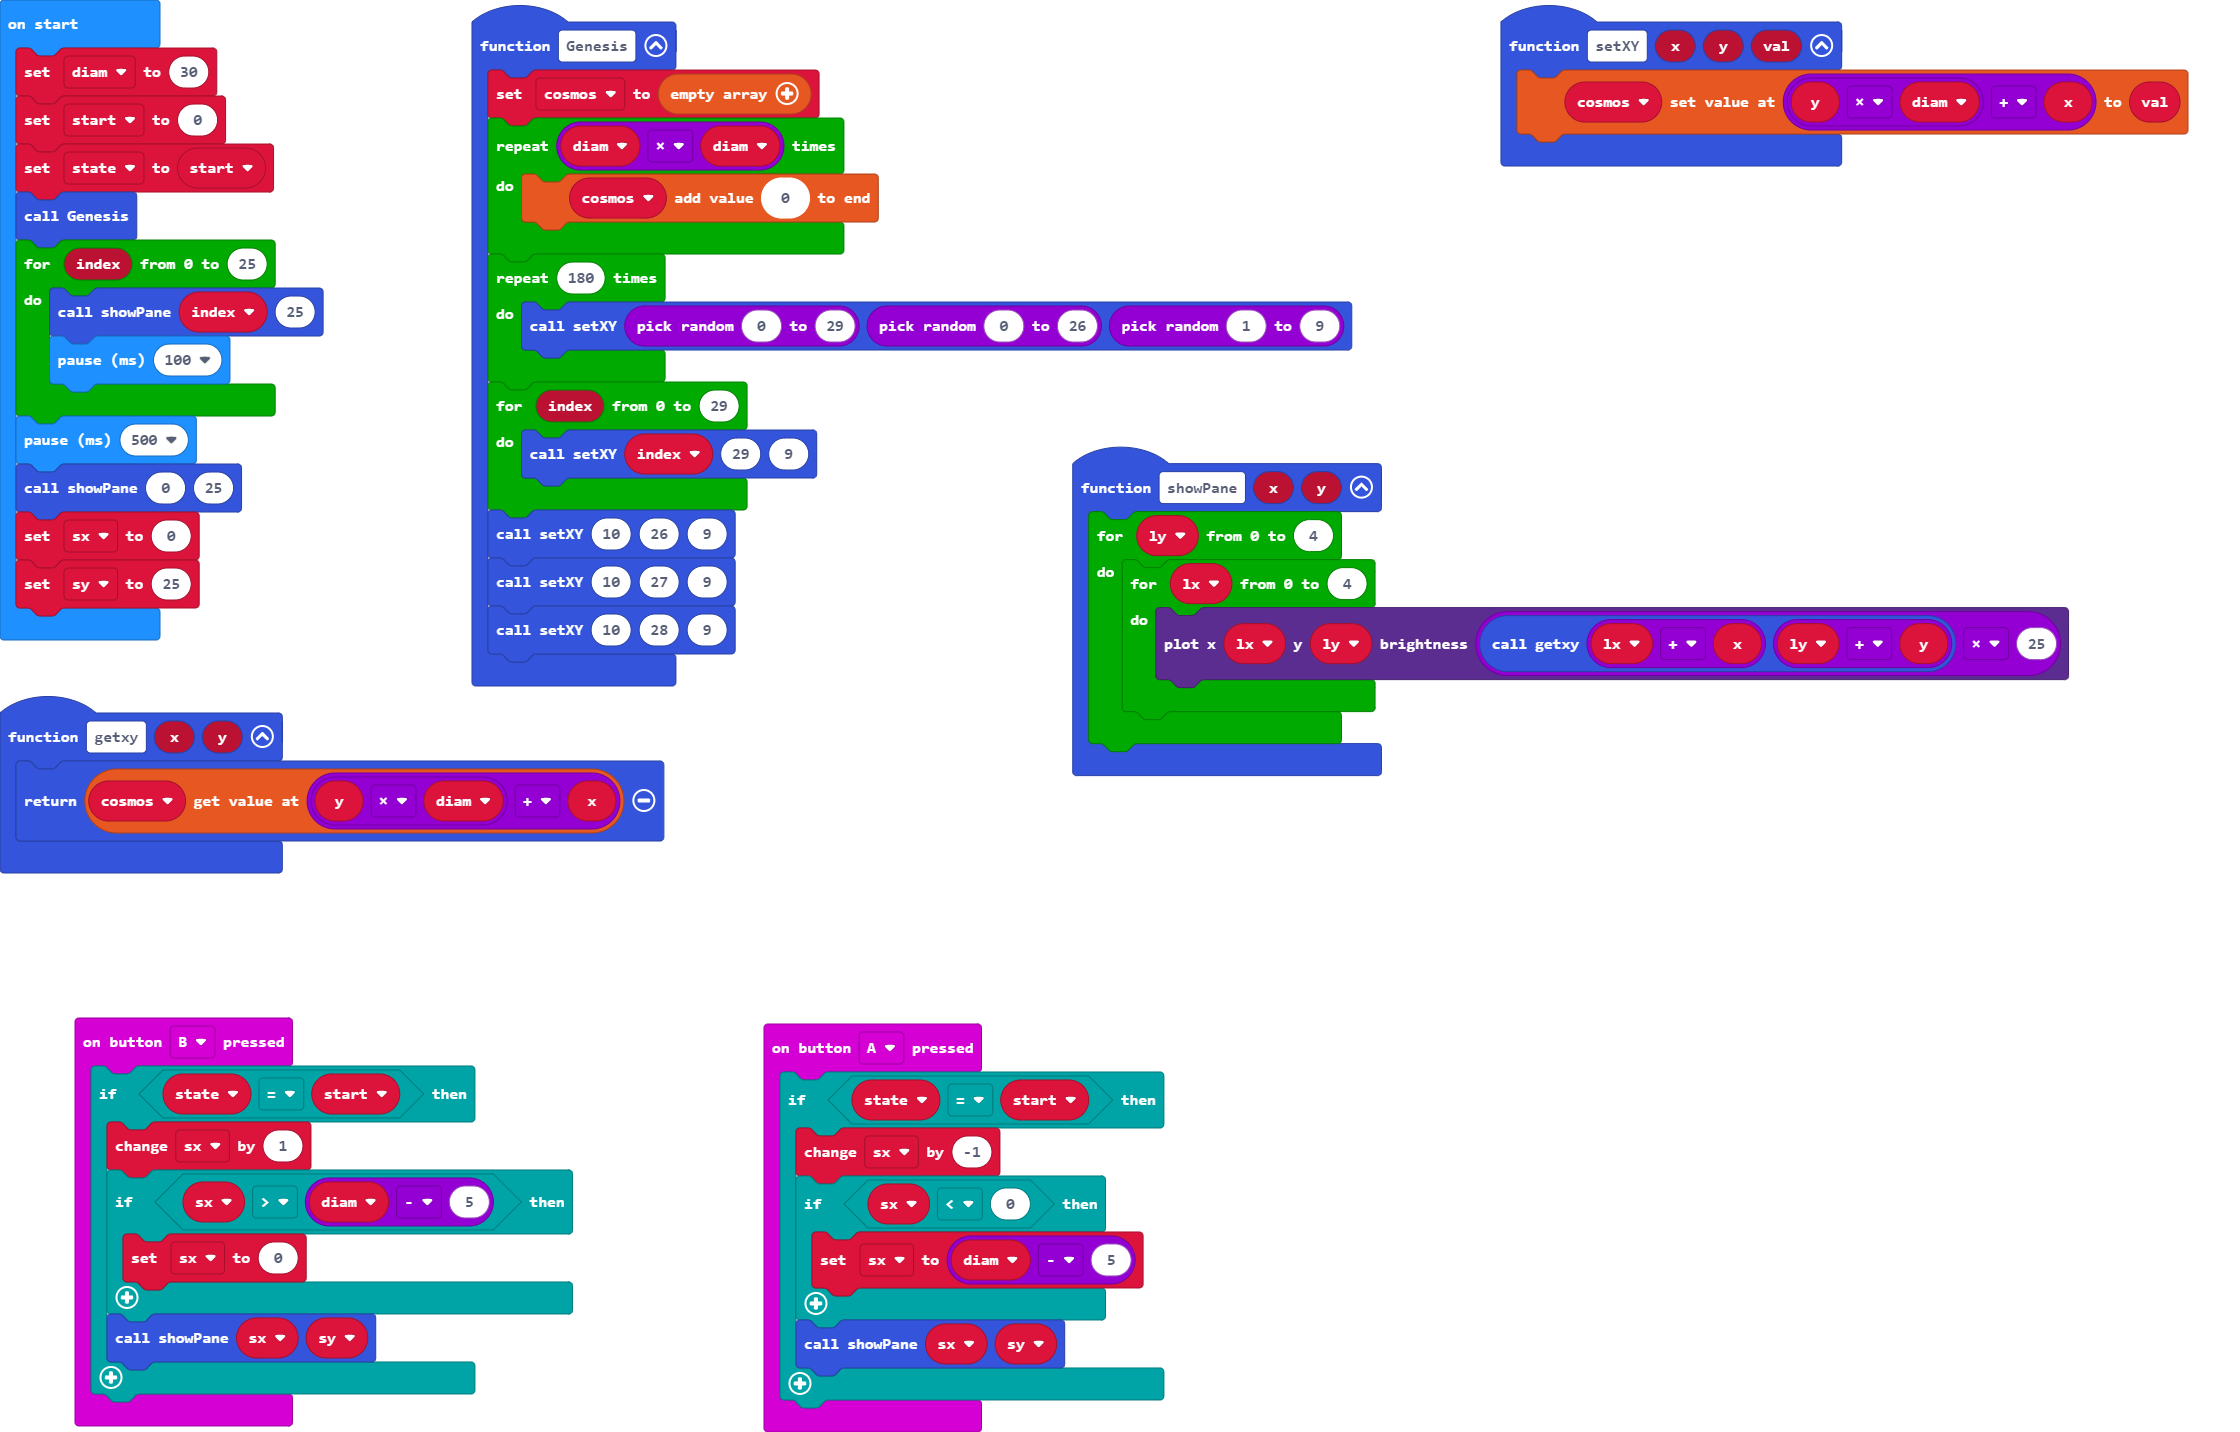 on start
set diam to 30
set start to 0
set state to start
call Genesis
for index from 0 to 25
do
call showPane index 25
pause (ms) 100
pause (ms) 500
call showPane 0 25
set sx to 0
set sy to 25
function Genesis
set cosmos to empty array
repeat diam × diam times
do
cosmos add value 0 to end
repeat 180 times
do
call setXY pick random 0 to 29 pick random 0 to 26 pick random 1 to 9
for index from 0 to 29
do
call setXY index 29 9
call setXY 10 26 9
call setXY 10 27 9
call setXY 10 28 9
function setXY x y val
cosmos set value at y × diam + x to val
function showPane x y
for ly from 0 to 4
do
for lx from 0 to 4
do
plot x lx y ly brightness call getxy lx + x ly + y × 25
function getxy x y
return cosmos get value at y × diam + x
on button B pressed
if state = start then
change sx by 1
if sx > diam - 5 then
set sx to 0
call showPane sx sy
on button A pressed
if state = start then
change sx by -1
if sx < 0 then
set sx to diam - 5
call showPane sx sy